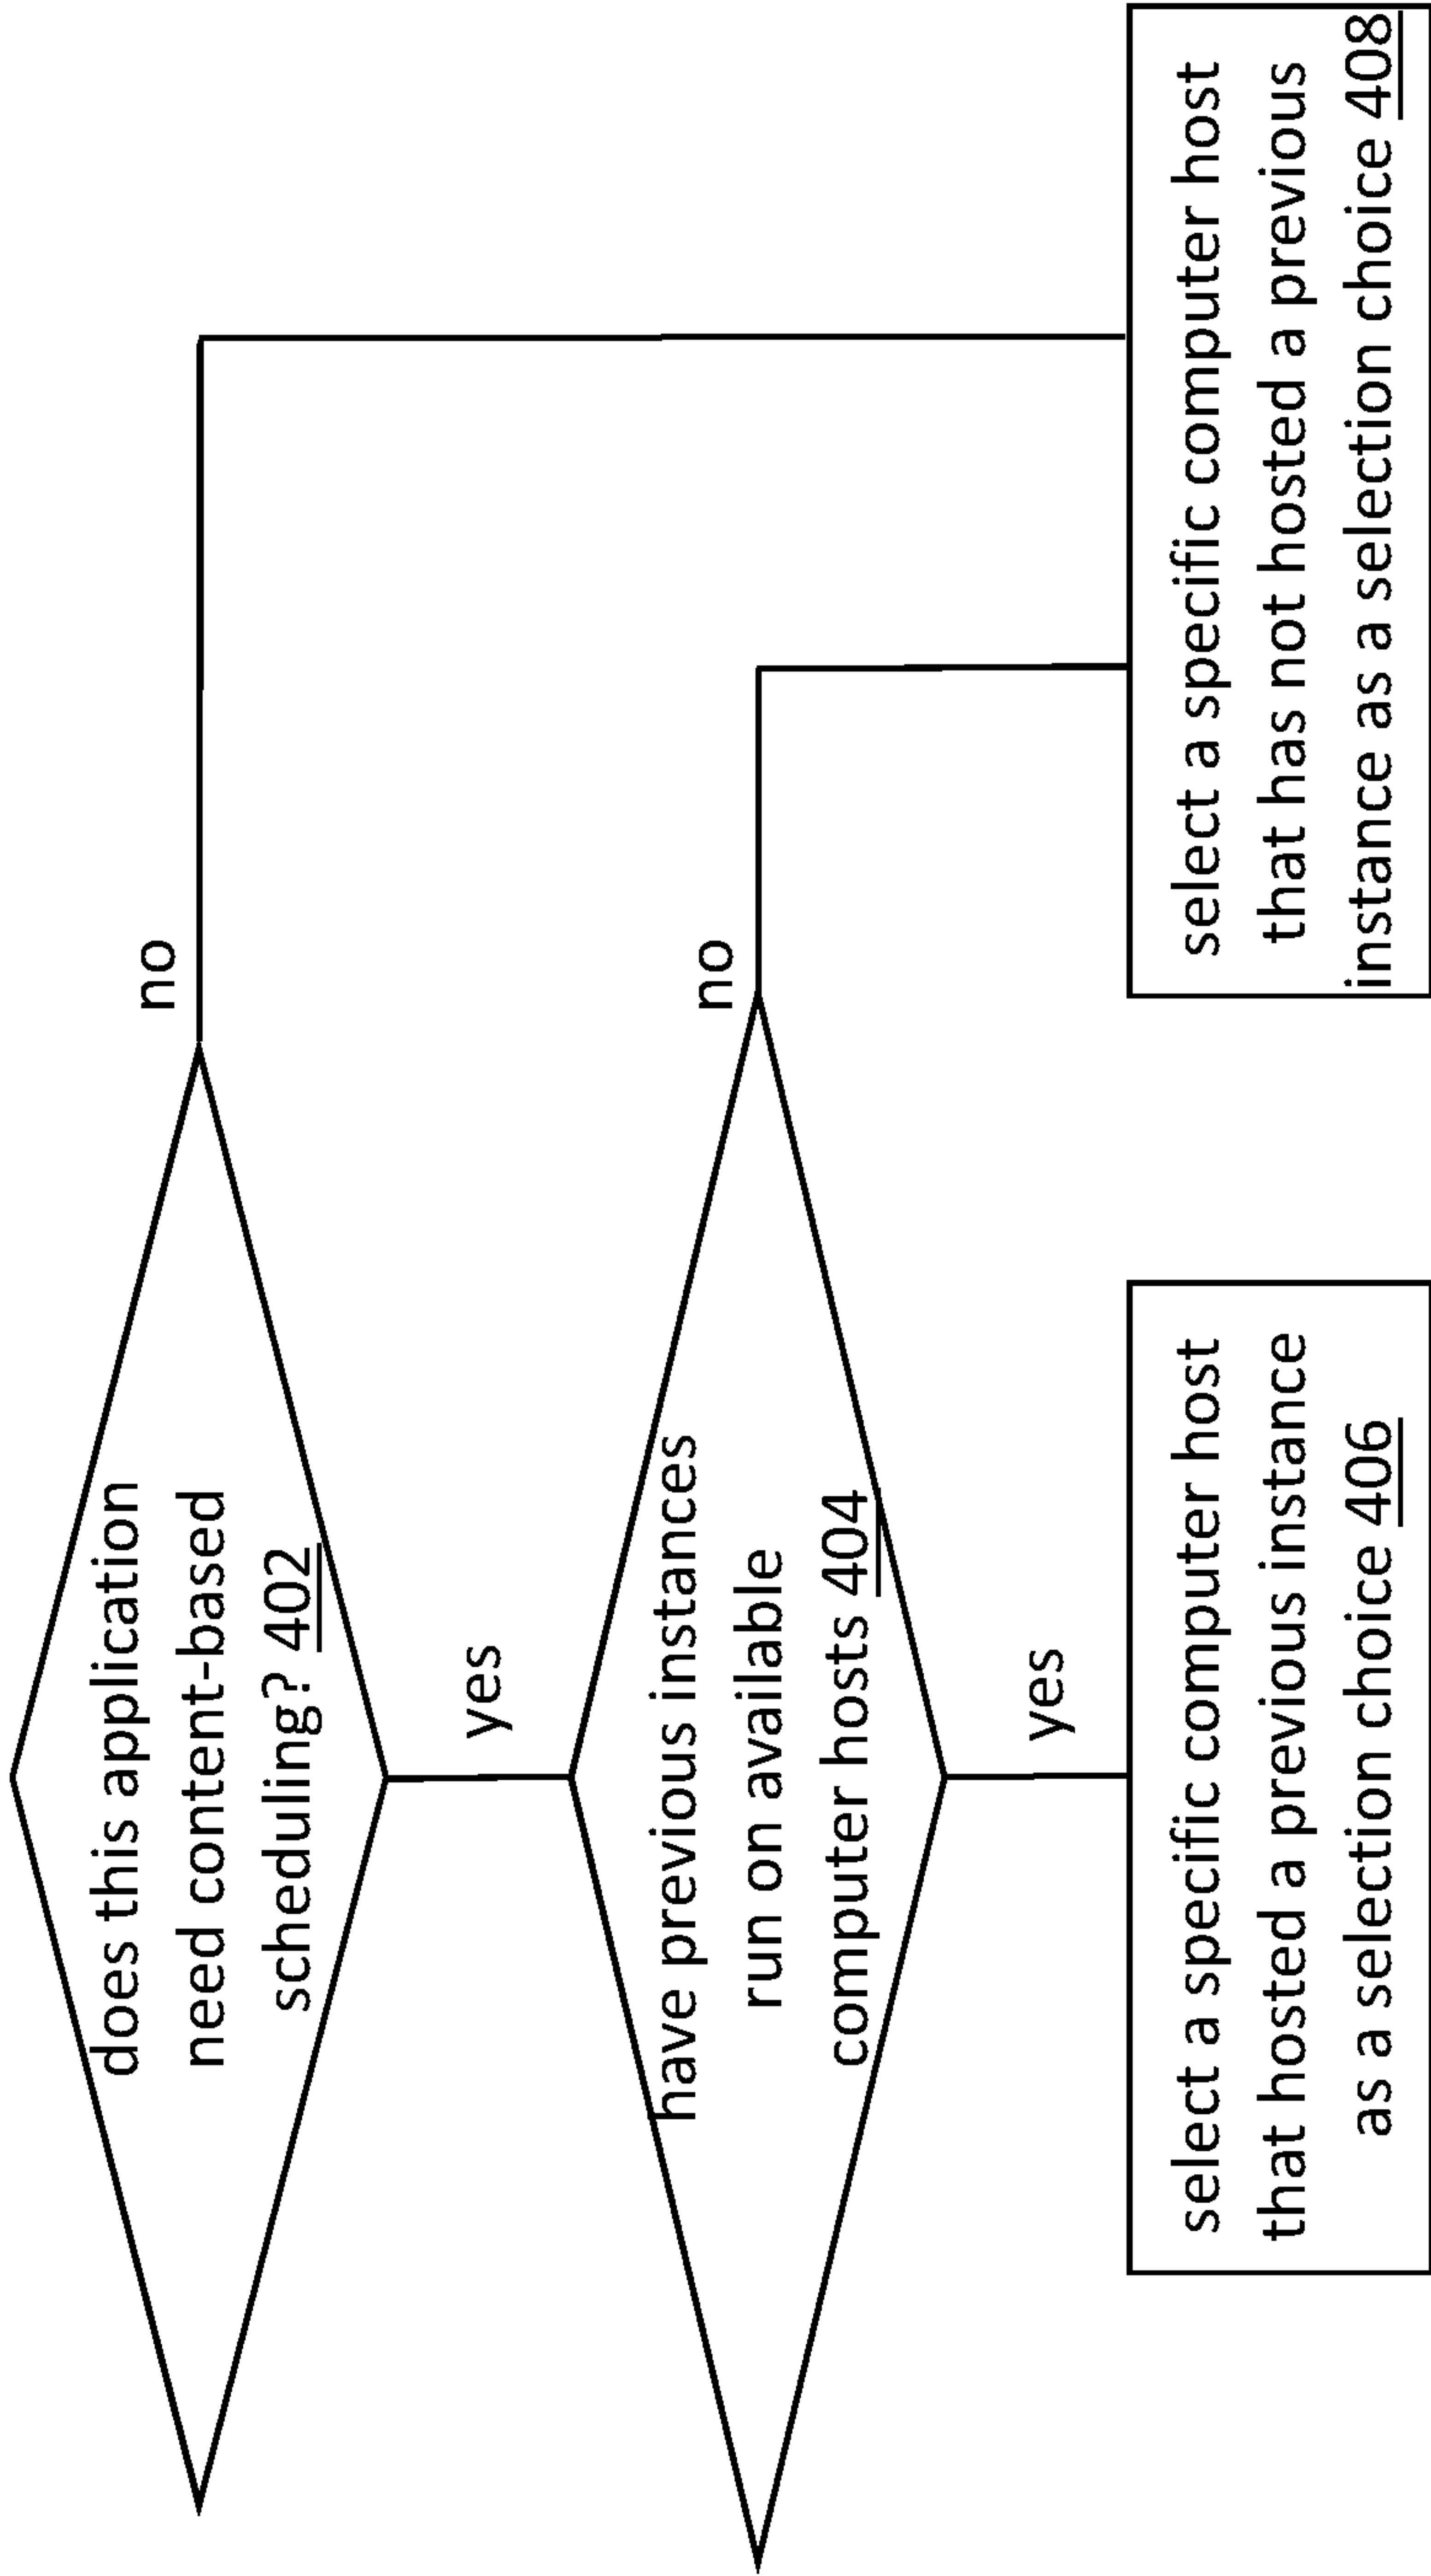 does this application
need content-based
scheduling? 402
no
yes
have previous instances
run on available
computer hosts 404
no
yes
select a specific computer host
that hosted a previous instance
as a selection choice 406
select a specific computer host
that has not hosted a previous
instance as a selection choice 408